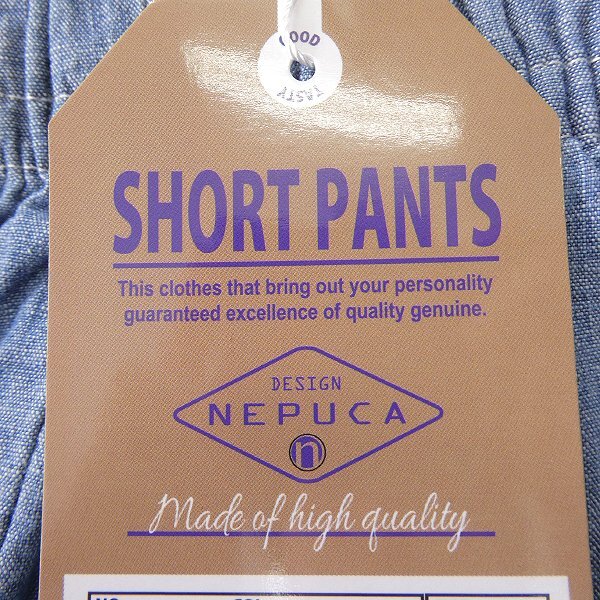 GOOD
TASTY
SHORT PANTS
This clothes that bring out your personality
guaranteed excellence of quality genuine.
DESIGN
NEPUCA
n
Made of high quality